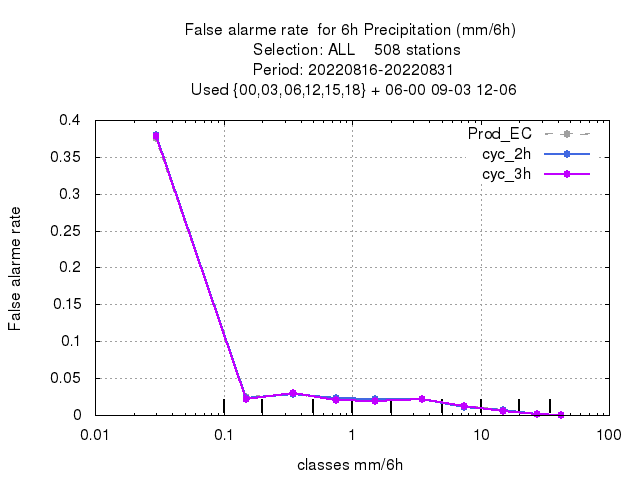 False alarme rate  for 6h Precipitation (mm/6h)
Selection: ALL    508 stations
Period: 20220816-20220831
Used {00,03,06,12,15,18} + 06-00 09-03 12-06
Prod_EC
cyc_2h
cyc_3h
0.4
0.35
0.3
0.25
0.2
0.15
0.1
0.05
0
False alarme rate
0.01 0.1 1 10 100
classes mm/6h